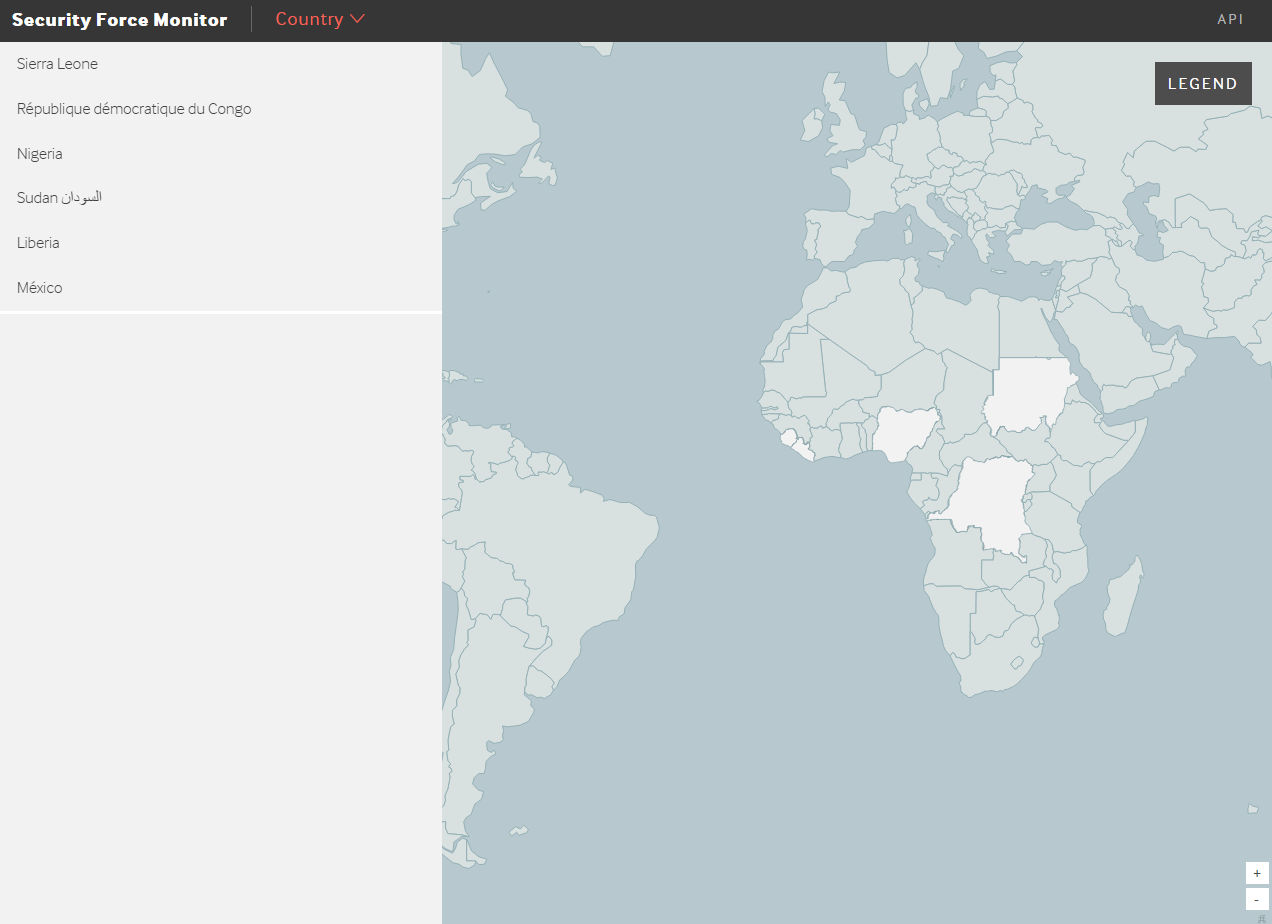 Security Force Monitor
Country
API
LEGEND
Sierra Leone
République démocratique du Congo
Nigeria
Sudan السودان
Liberia
México
+
-